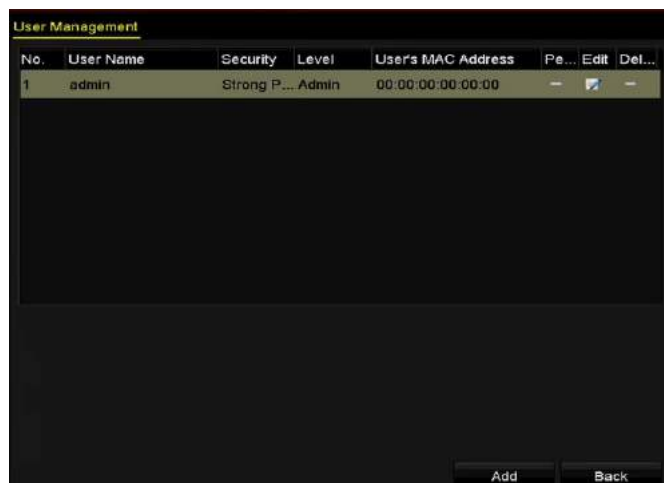 User Management
No. User Name Security Level User's MAC Address Pe... Edit Del...
1 admin Strong P... Admin 00:00:00:00:00:00 – –
Add Back